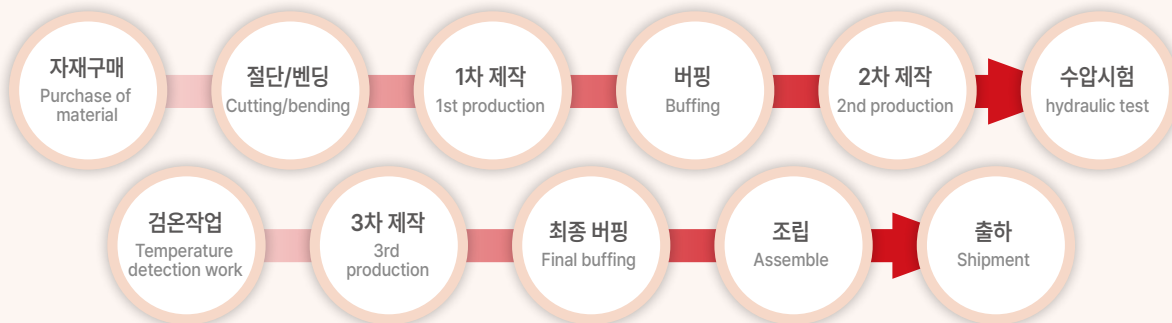 자재구매
Purchase of
material
절단/벤딩
Cutting/bending
1차 제작
1st production
버핑
Buffing
2차 제작
2nd production
수압시험
hydraulic test
검온작업
Temperature
detection work
3차 제작
3rd
production
최종 버핑
Final buffing
조립
Assemble
출하
Shipment